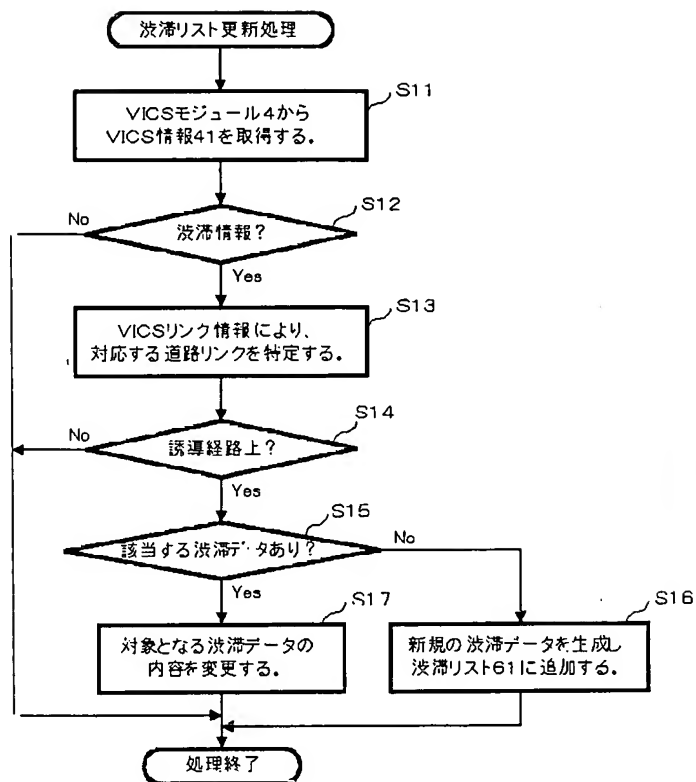 渋滞リスト更新処理
S11
VICSモジュール4から
VICS情報41を取得する。
S12
No
渋滞情報?
Yes
S13
VICSリンク情報により、
対応する道路リンクを特定する。
S14
No
誘導経路上?
Yes
S15
該当する渋滞データあり?
No
Yes
S17
S16
対象となる渋滞データの
内容を変更する。
新規の渋滞データを生成し
渋滞リスト61に追加する。
処理終了